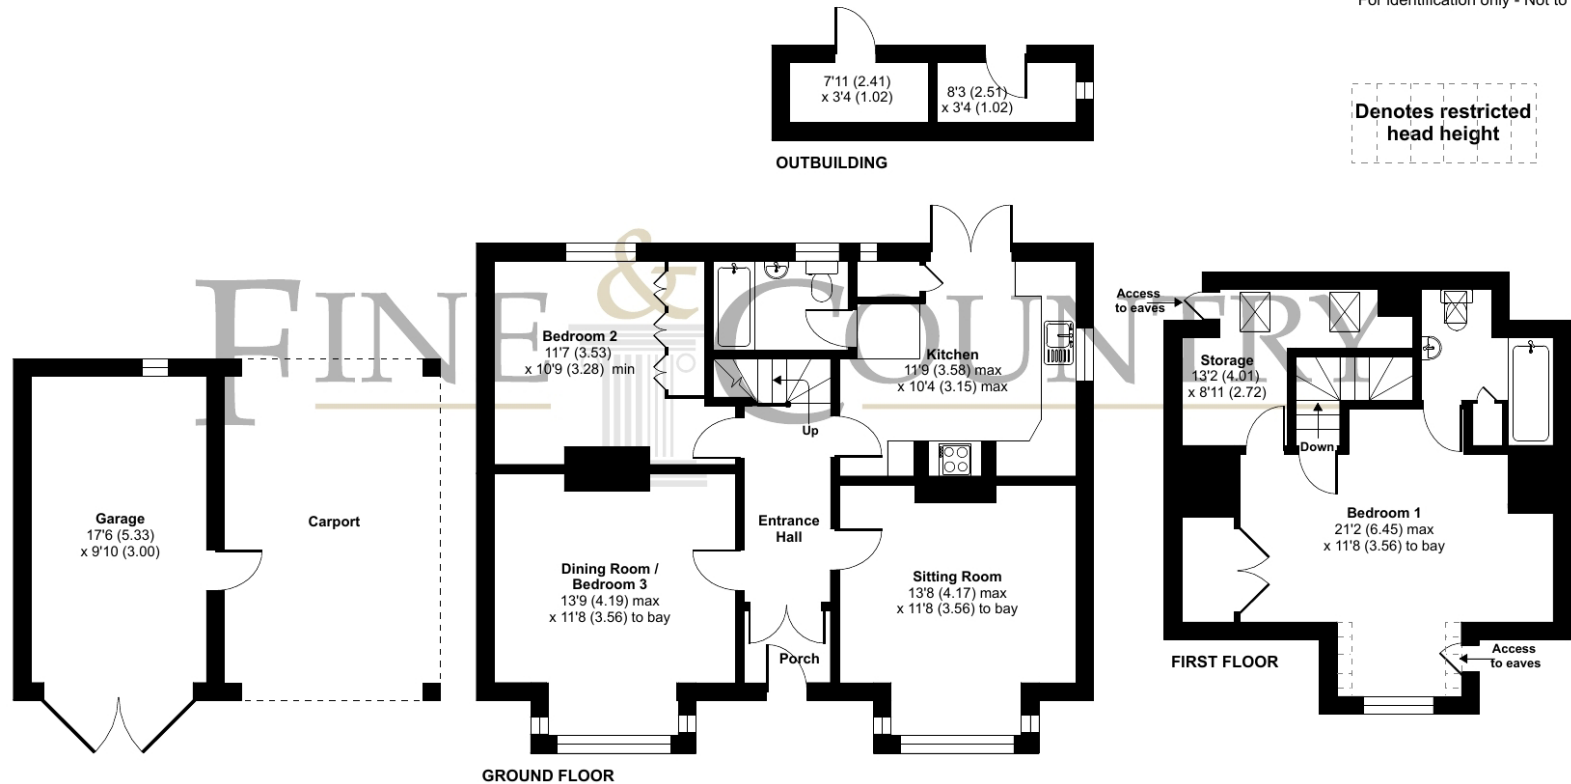 For identification only - Not to
7'11 (2.41)
x 3'4 (1.02)
8'3 (2.51)
x 3'4 (1.02)
OUTBUILDING
Denotes restricted
head height
FINE & COUNTRY
Bedroom 2
11'7 (3.53)
x 10'9 (3.28) min
Kitchen
11'9 (3.58) max
x 10'4 (3.15) max
Up
Access
to eaves
Storage
13'2 (4.01)
x 8'11 (2.72)
Down
Garage
17'6 (5.33)
x 9'10 (3.00)
Carport
Entrance
Hall
Dining Room /
Bedroom 3
13'9 (4.19) max
x 11'8 (3.56) to bay
Sitting Room
13'8 (4.17) max
x 11'8 (3.56) to bay
Porch
Bedroom 1
21'2 (6.45) max
x 11'8 (3.56) to bay
Access
to eaves
FIRST FLOOR
GROUND FLOOR